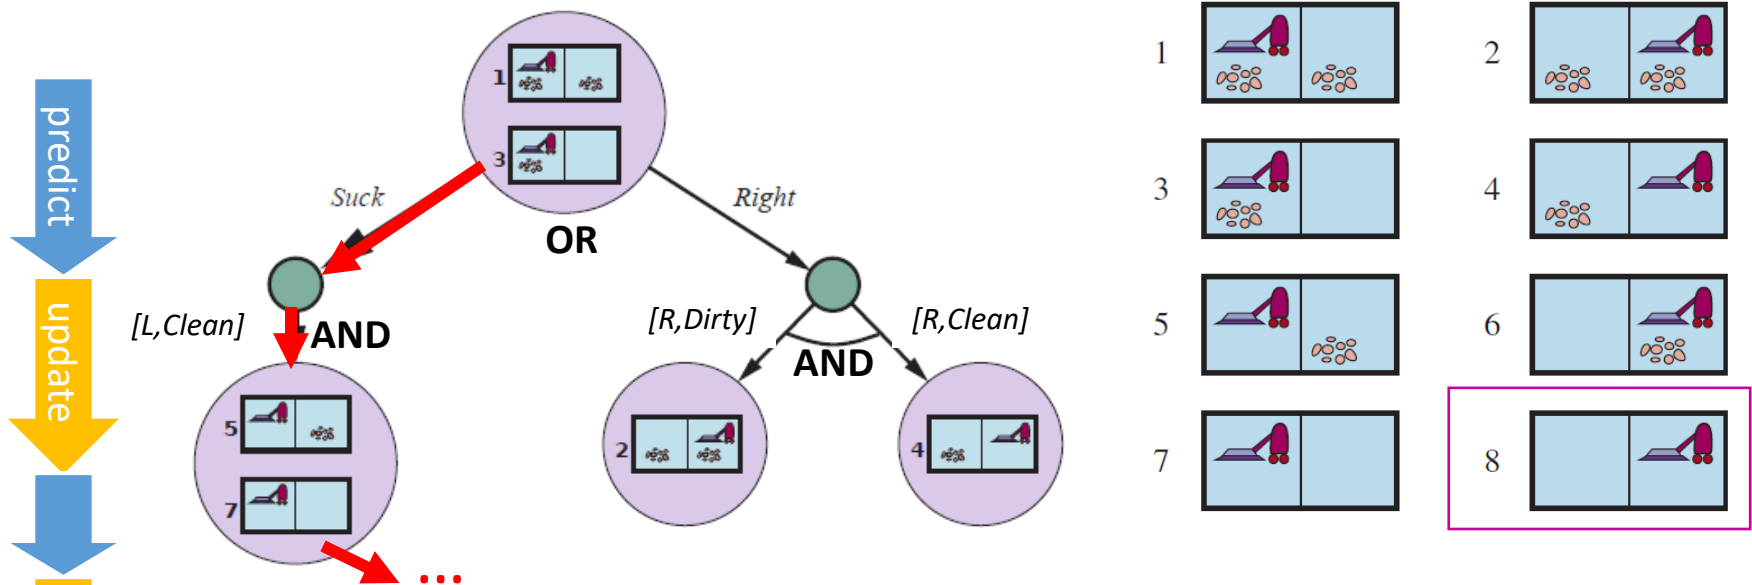 predict
update
1
3
Suck
Right
OR
[L,Clean]
AND
[R,Dirty]
[R,Clean]
AND
5
7
2
4
...
1
2
3
4
5
6
7
8